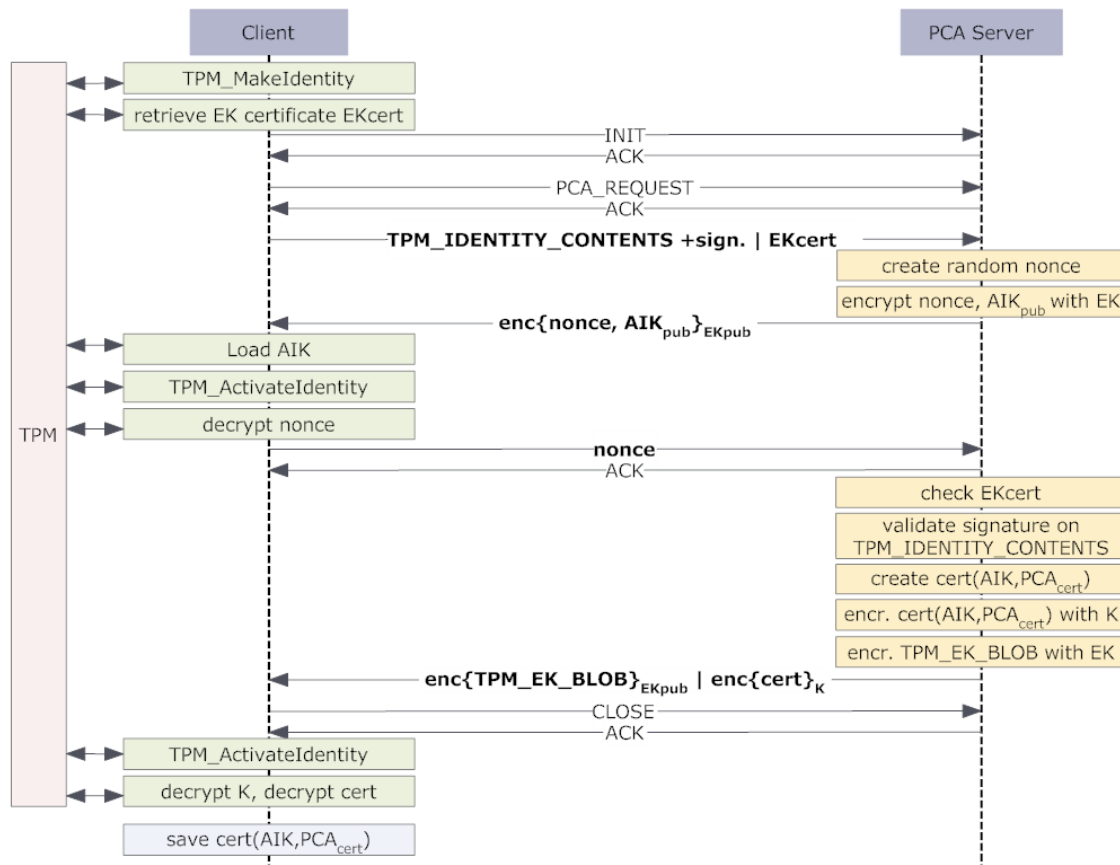 Client
PCA Server
TPM_MakeIdentity
retrieve EK certificate EKcert
INIT
ACK
PCA_REQUEST
ACK
TPM_IDENTITY_CONTENTS +sign. | EKcert
create random nonce
encrypt nonce, AIKpub with EK
enc{nonce, AIKpub}EKpub
Load AIK
TPM_ActivateIdentity
decrypt nonce
TPM
nonce
ACK
check EKcert
validate signature on
TPM_IDENTITY_CONTENTS
create cert(AIK,PCAcert)
encr. cert(AIK,PCAcert) with K
encr. TPM_EK_BLOB with EK
enc{TPM_EK_BLOB}EKpub | enc{cert}K
CLOSE
ACK
TPM_ActivateIdentity
decrypt K, decrypt cert
save cert(AIK,PCAcert)